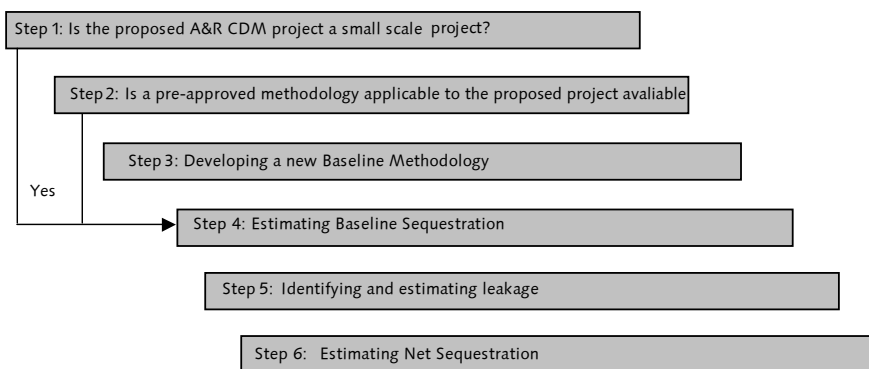 Step 1: Is the proposed A&R CDM project a small scale project?
Step 2: Is a pre-approved methodology applicable to the proposed project avaliable
Step 3: Developing a new Baseline Methodology
Yes
Step 4: Estimating Baseline Sequestration
Step 5: Identifying and estimating leakage
Step 6: Estimating Net Sequestration